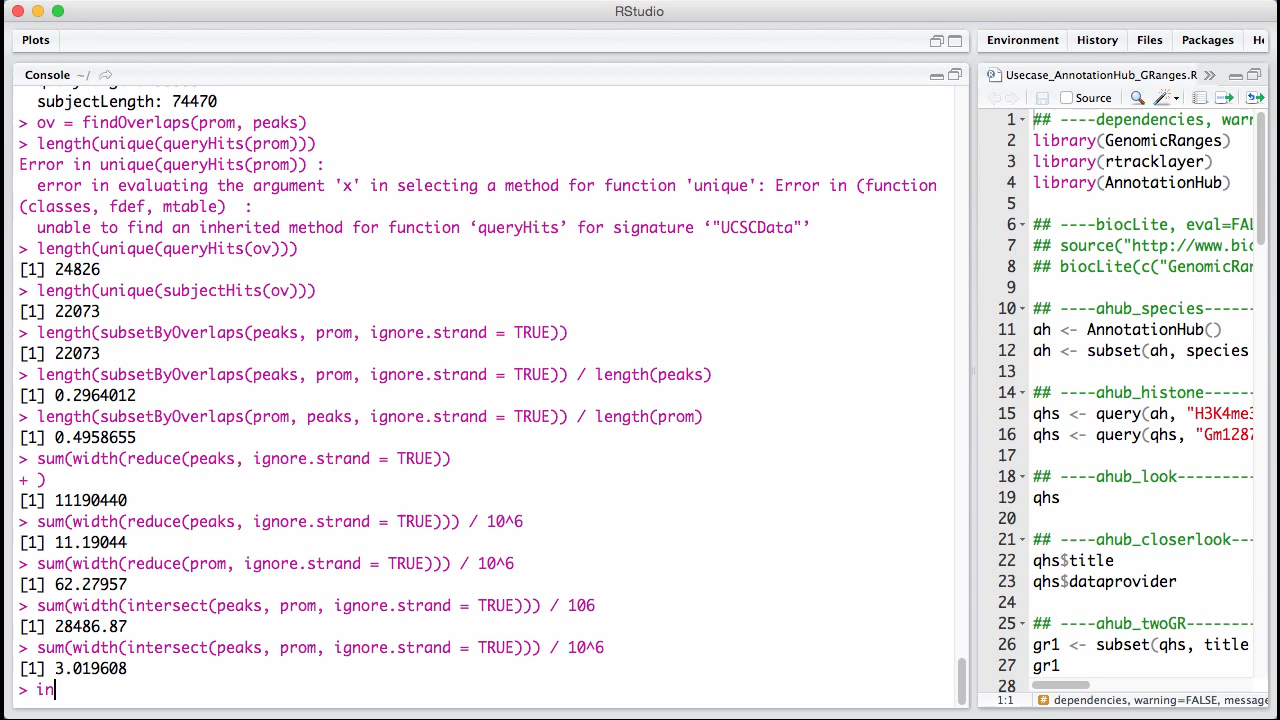 RStudio
Plots
Console ~/
subjectLength: 74470
> ov = findOverlaps(prom, peaks)
> length(unique(queryHits(prom)))
Error in unique(queryHits(prom)) :
error in evaluating the argument 'x' in selecting a method for function 'unique': Error in (function
(classes, fdef, mtable)  :
unable to find an inherited method for function ‘queryHits’ for signature ‘"UCSCData"’
> length(unique(queryHits(ov)))
[1] 24826
> length(unique(subjectHits(ov)))
[1] 22073
> length(subsetByOverlaps(peaks, prom, ignore.strand = TRUE))
[1] 22073
> length(subsetByOverlaps(peaks, prom, ignore.strand = TRUE)) / length(peaks)
[1] 0.2964012
> length(subsetByOverlaps(prom, peaks, ignore.strand = TRUE)) / length(prom)
[1] 0.4958655
> sum(width(reduce(peaks, ignore.strand = TRUE))
+ )
[1] 11190440
> sum(width(reduce(peaks, ignore.strand = TRUE))) / 10^6
[1] 11.19044
> sum(width(reduce(prom, ignore.strand = TRUE))) / 10^6
[1] 62.27957
> sum(width(intersect(peaks, prom, ignore.strand = TRUE))) / 106
[1] 28486.87
> sum(width(intersect(peaks, prom, ignore.strand = TRUE))) / 10^6
[1] 3.019608
> in
Environment History Files Packages He
Usecase_AnnotationHub_GRanges.R
Source
1 ## ----dependencies, warn
2 library(GenomicRanges)
3 library(rtracklayer)
4 library(AnnotationHub)
5
6 ## ----biocLite, eval=FAL
7 ## source("http://www.bio
8 ## biocLite(c("GenomicRan
9
10 ## ----ahub_species------
11 ah <- AnnotationHub()
12 ah <- subset(ah, species
13
14 ## ----ahub_histone------
15 qhs <- query(ah, "H3K4me3
16 qhs <- query(qhs, "Gm1287
17
18 ## ----ahub_look---------
19 qhs
20
21 ## ----ahub_closerlook---
22 qhs$title
23 qhs$dataprovider
24
25 ## ----ahub_twoGR--------
26 gr1 <- subset(qhs, title
27 gr1
28
1:1 # dependencies, warning=FALSE, message